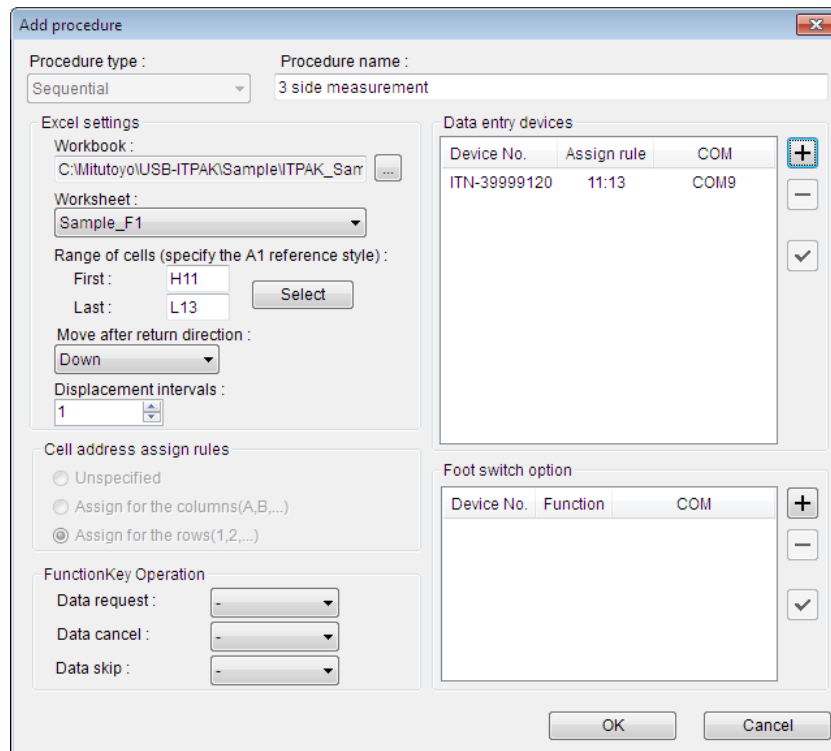 Add procedure
Procedure type :
Sequential
Procedure name :
3 side measurement
Excel settings
Workbook :
C:\Mitutoyo\USB-ITPAK\Sample\ITPAK_Sam
...
Worksheet :
Sample_F1
Range of cells (specify the A1 reference style) :
First :
H11
Last :
L13
Select
Move after return direction :
Down
Displacement intervals :
1
Cell address assign rules
Unspecified
Assign for the columns(A,B,...)
Assign for the rows(1,2,...)
FunctionKey Operation
Data request :
-
Data cancel :
-
Data skip :
-
Data entry devices
Device No. Assign rule COM
ITN-39999120 11:13 COM9
Foot switch option
Device No. Function COM
OK
Cancel